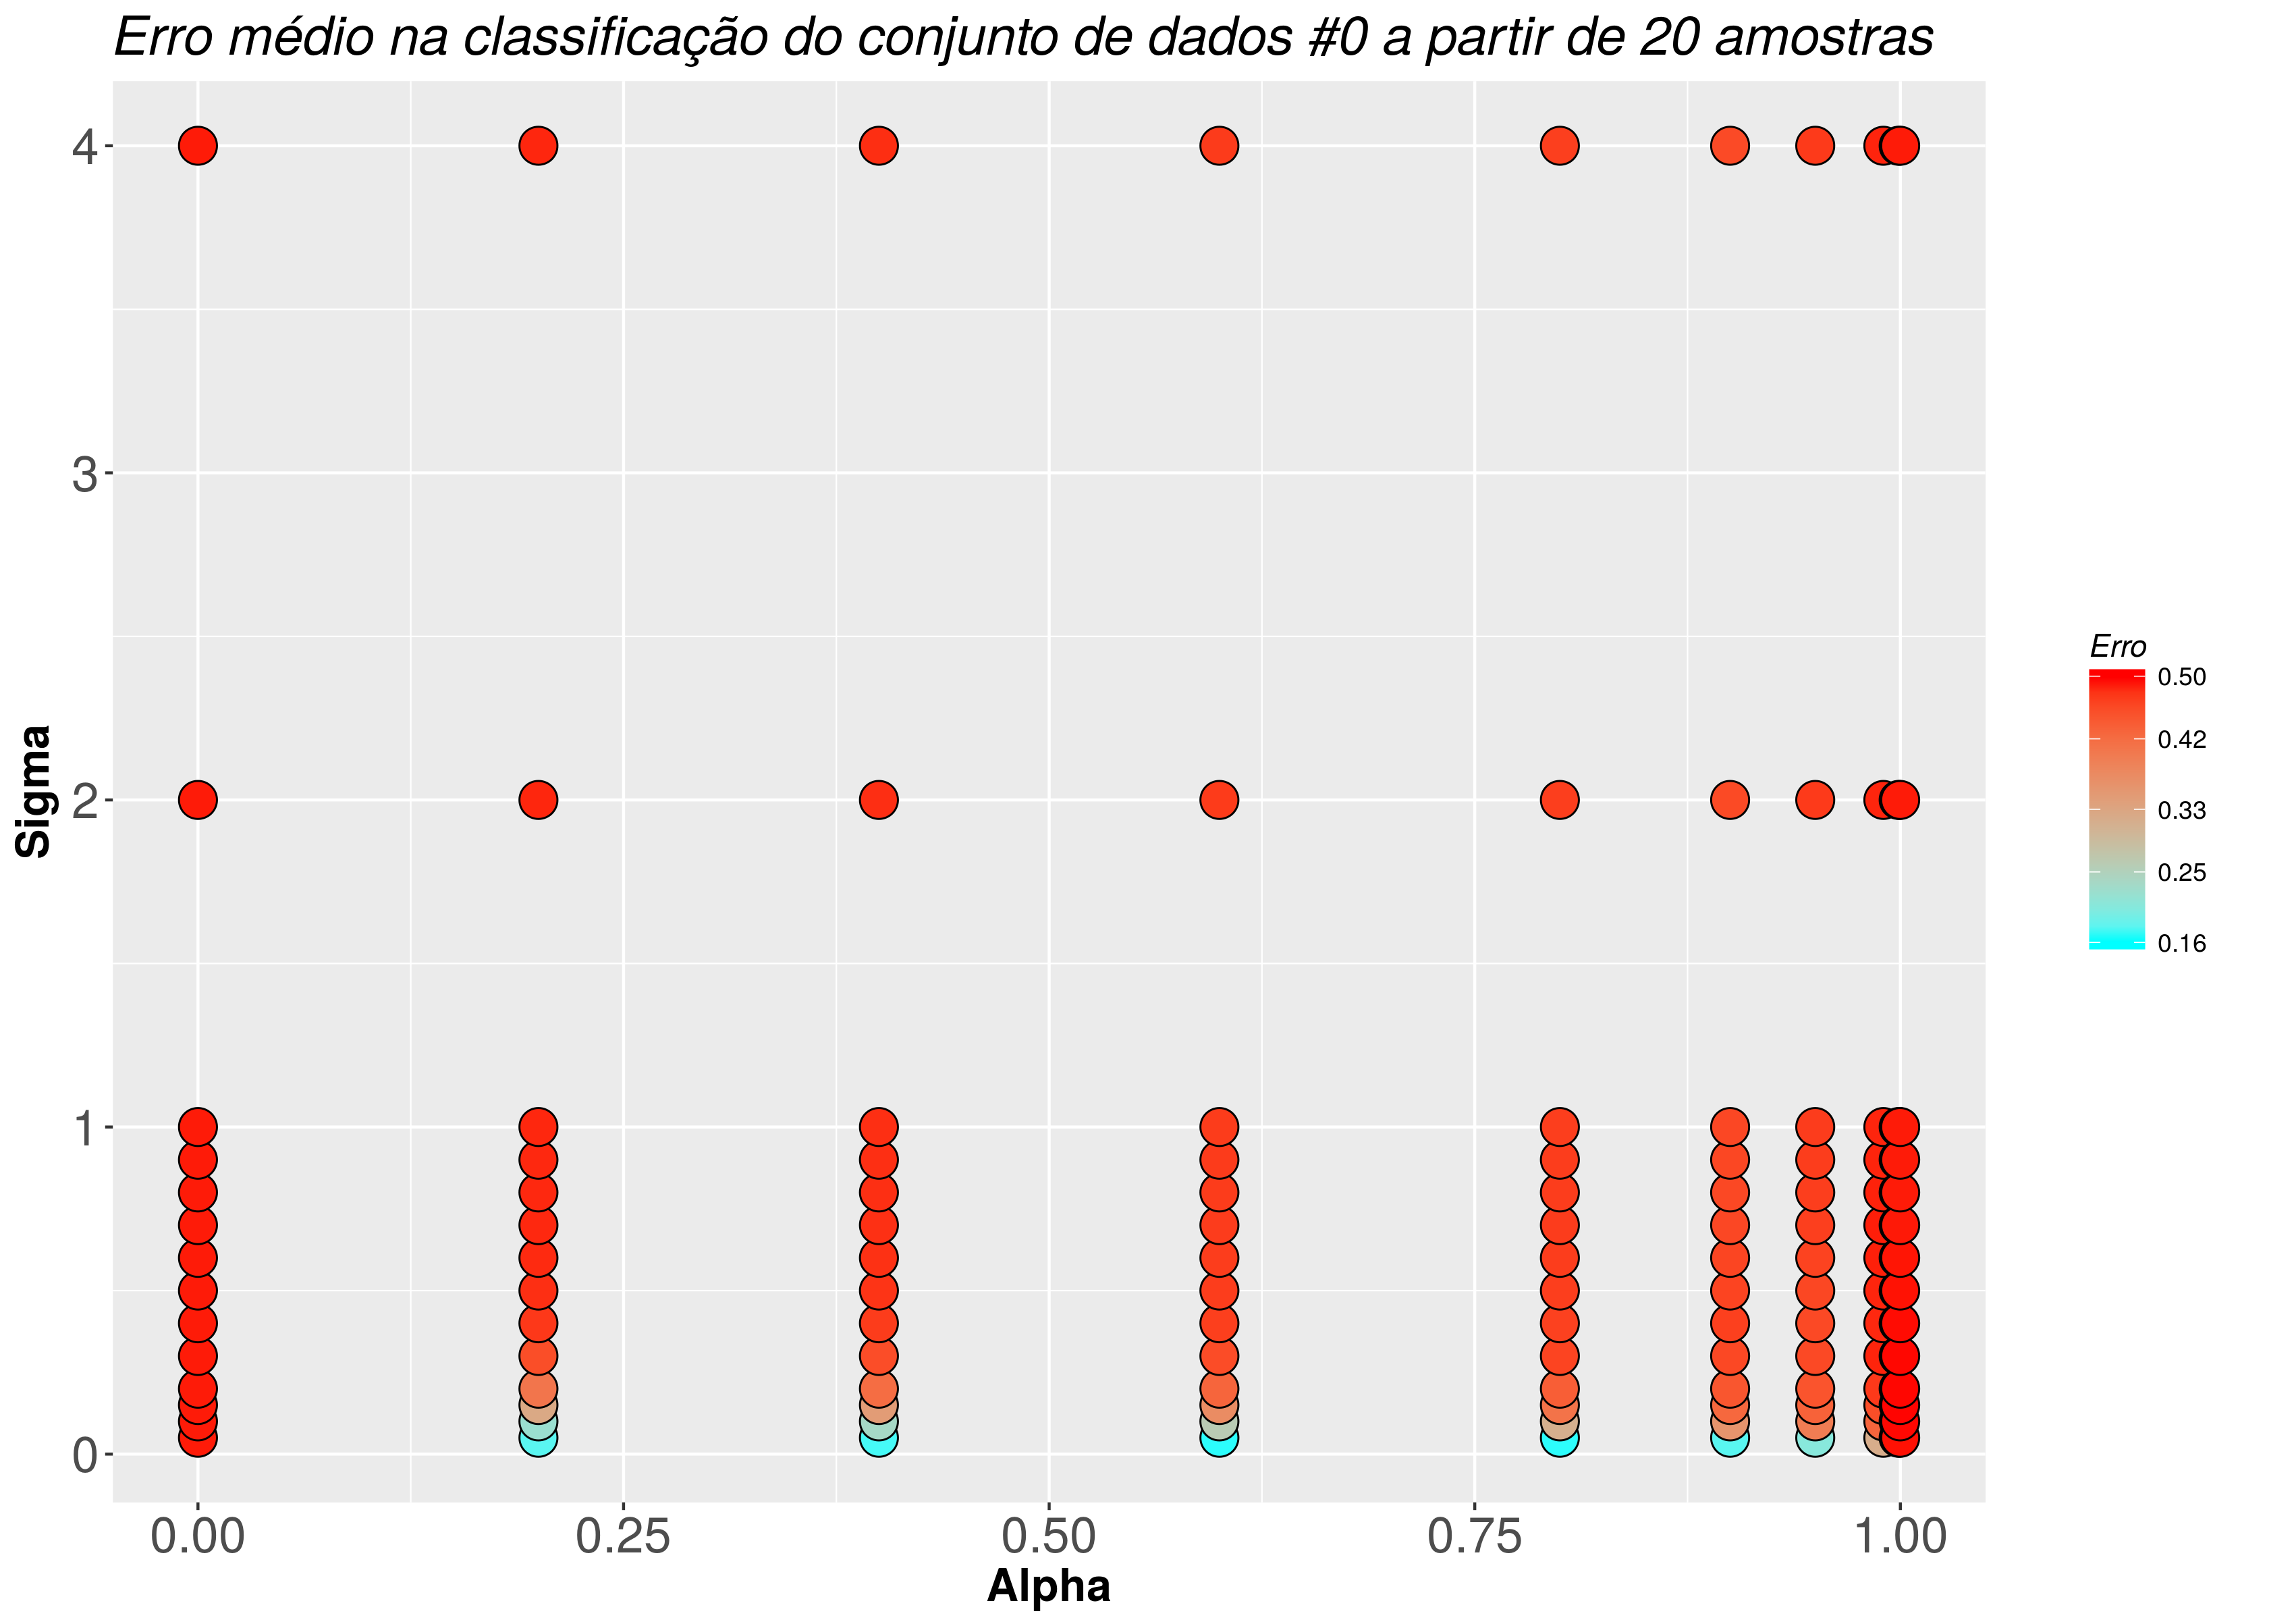 Erro médio na classificação do conjunto de dados #0 a partir de 20 amostras
4
3
2
1
0
Sigma
0.00 0.25 0.50 0.75 1.00
Alpha
Erro
0.50
0.42
0.33
0.25
0.16